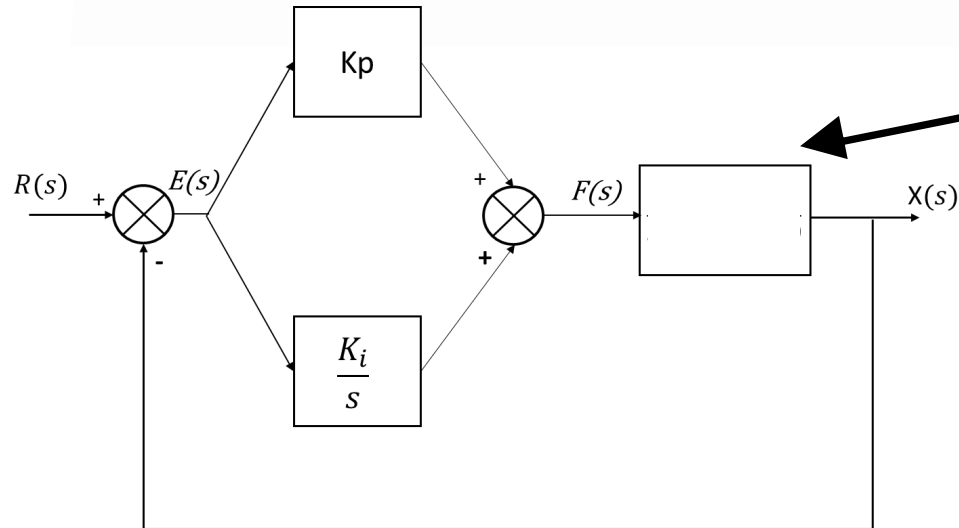 Kp
R(s)
+
E(s)
-
+
+
F(s)
X(s)
K_i
s